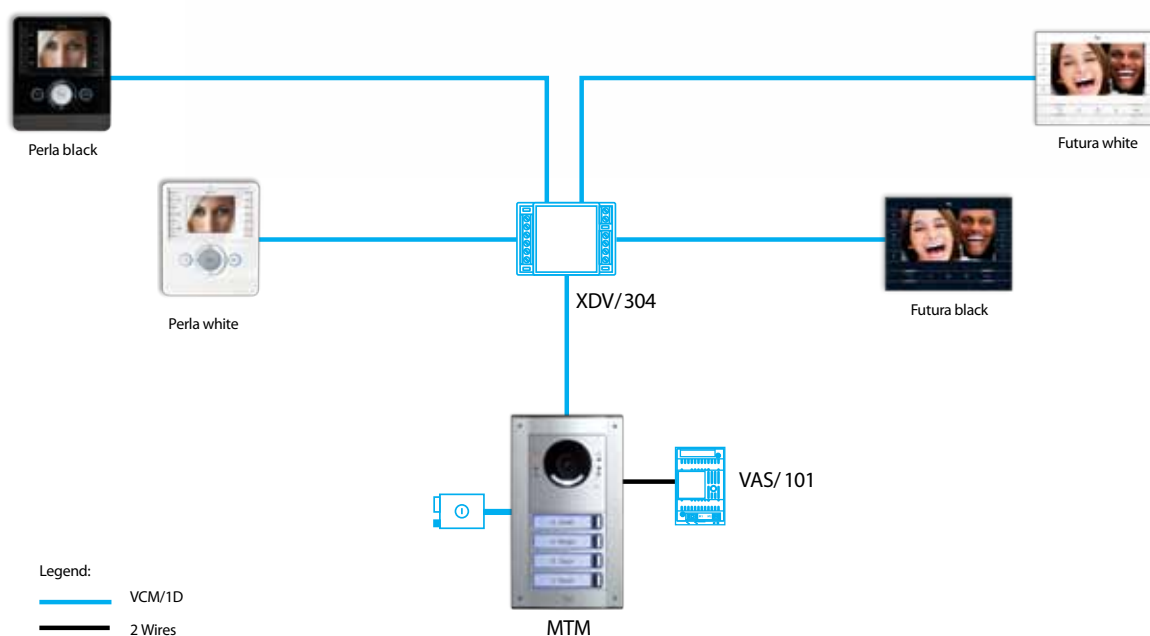 Perla black
Futura white
Perla white
XDV/304
Futura black
VAS/101
Legend:
VCM/1D
2 Wires
MTM